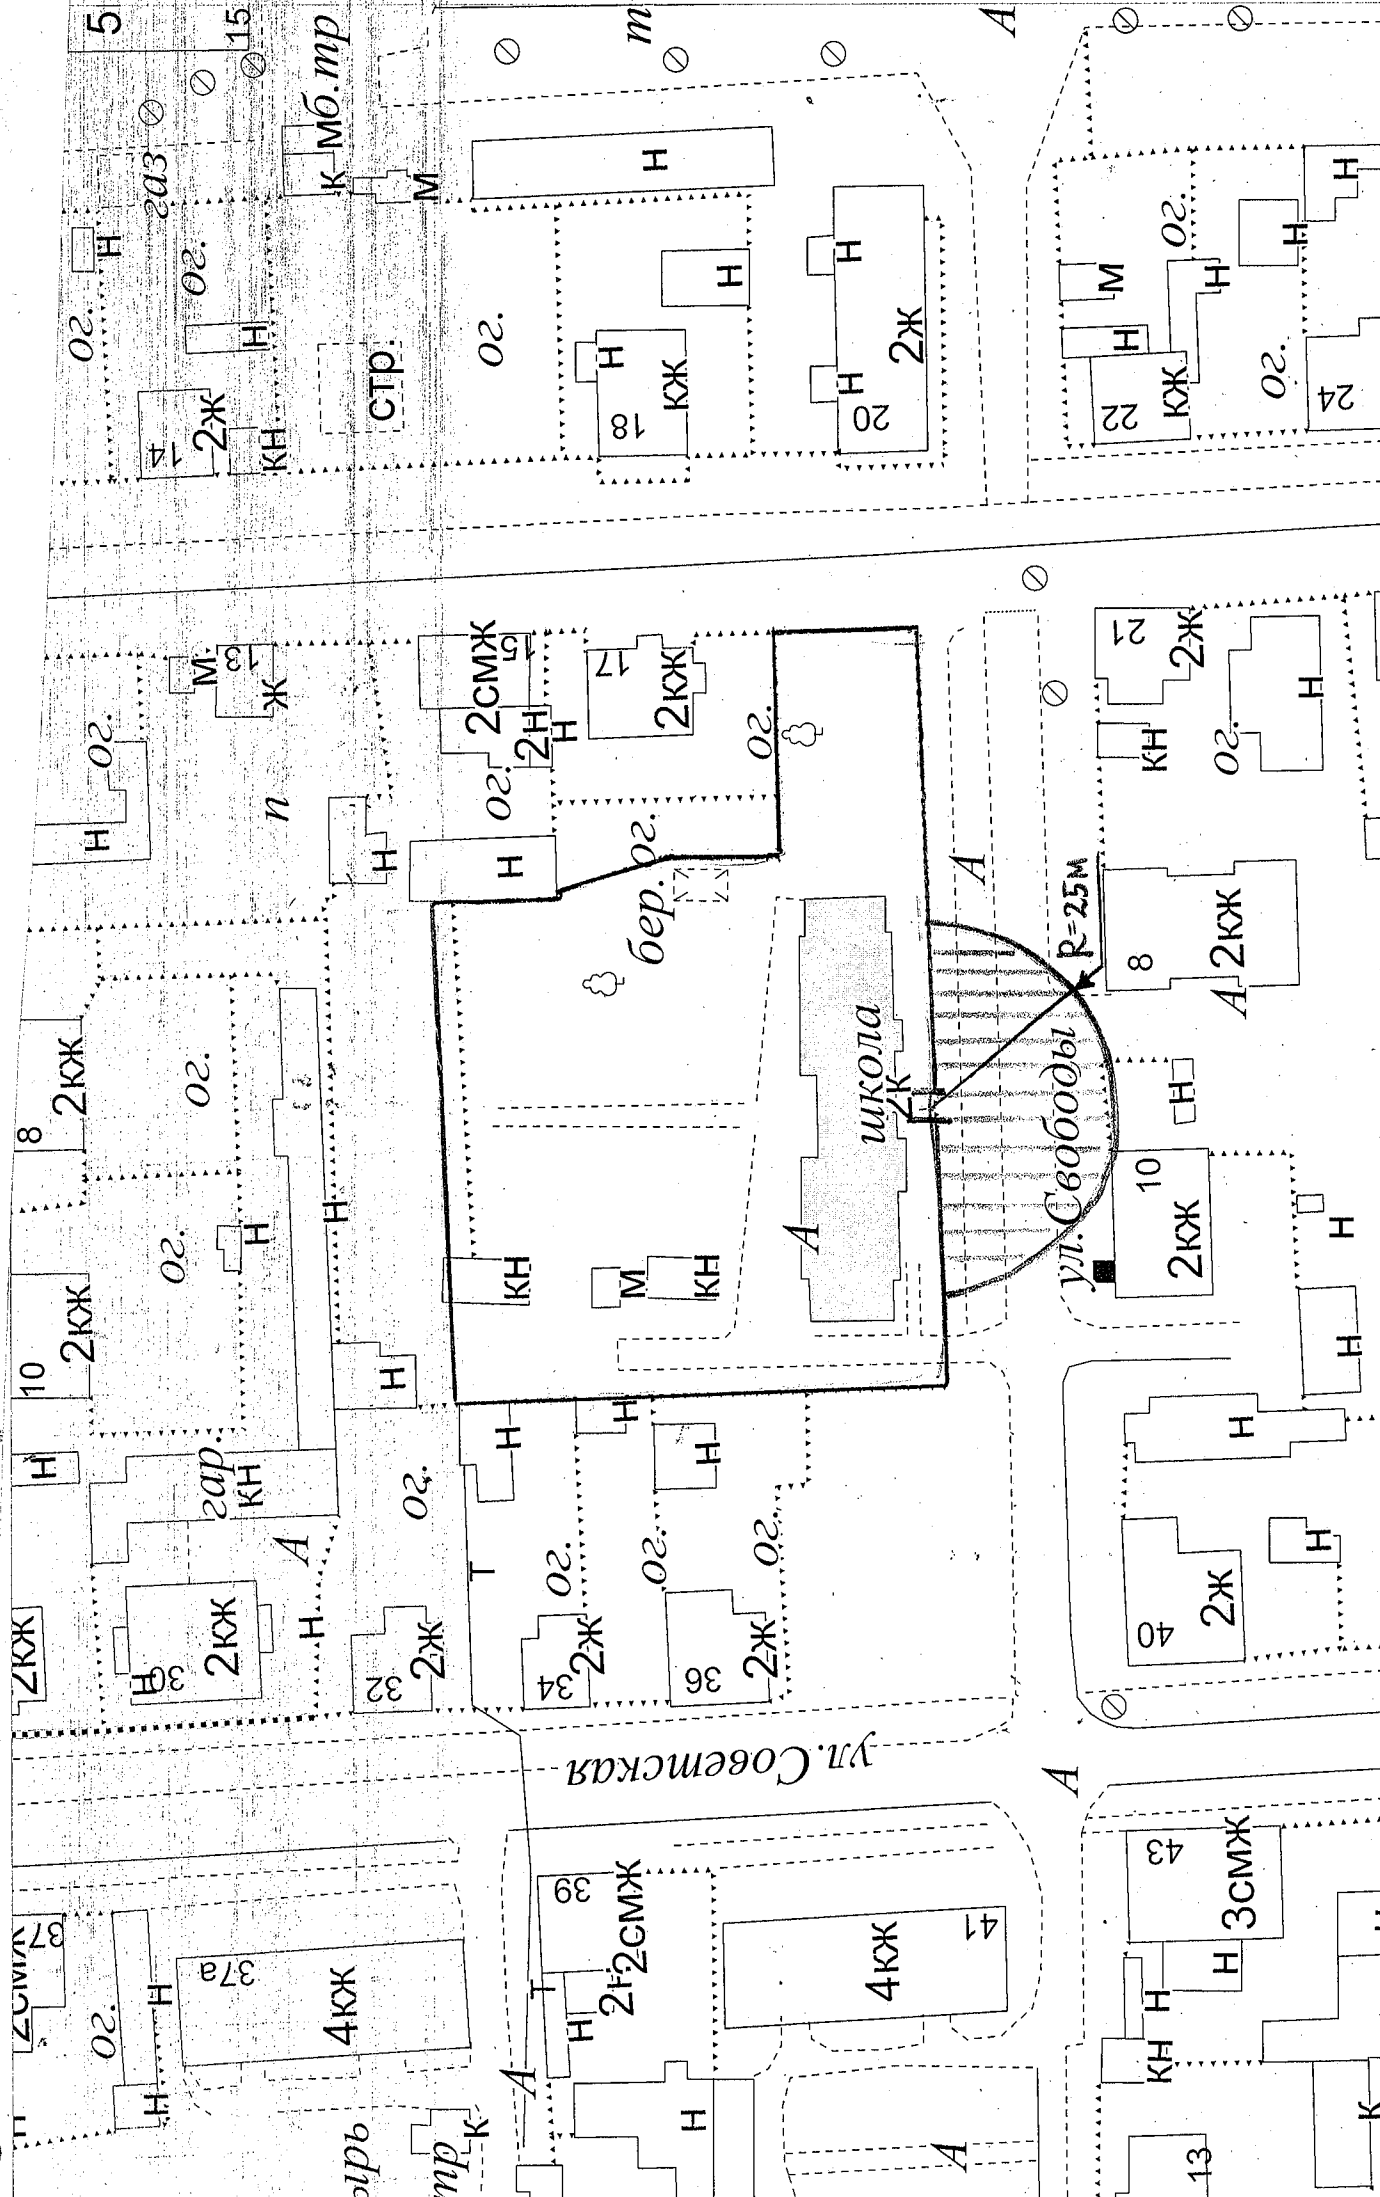 5
15
газ
мб.тр
т
А
н
к
м
н
н
ог.
ог.
н
ог.
н
н
м
ог.
н
н
14
2ж
кн
стр.
18
н
кж
н
н
20
2ж
22
н
кж
ог.
24
м
13
ж
2смж
15
2н
н
17
2кж
21
2ж
ог.
п
ог.
ог.
кн
ог.
н
н
н
н
ог.
бер.
А
R=25м
8
2кж
А
8
2кж
ог.
школа
2к
ул. Свободы
н
10
2кж
ог.
н
н
кн
м
кн
А
10
2кж
н
н
н
гар.
кн
А
ог.
н
н
н
н
Т
ог.
ог.
ог.
2кж
н
30
2кж
н
32
2ж
34
2ж
36
2ж
40
2ж
н
ул.Советская
А
37
37а
4кж
39
2смж
Т
н
41
4кж
43
3смж
н
н
кн
ог.
н
н
А
к
н
А
13
к